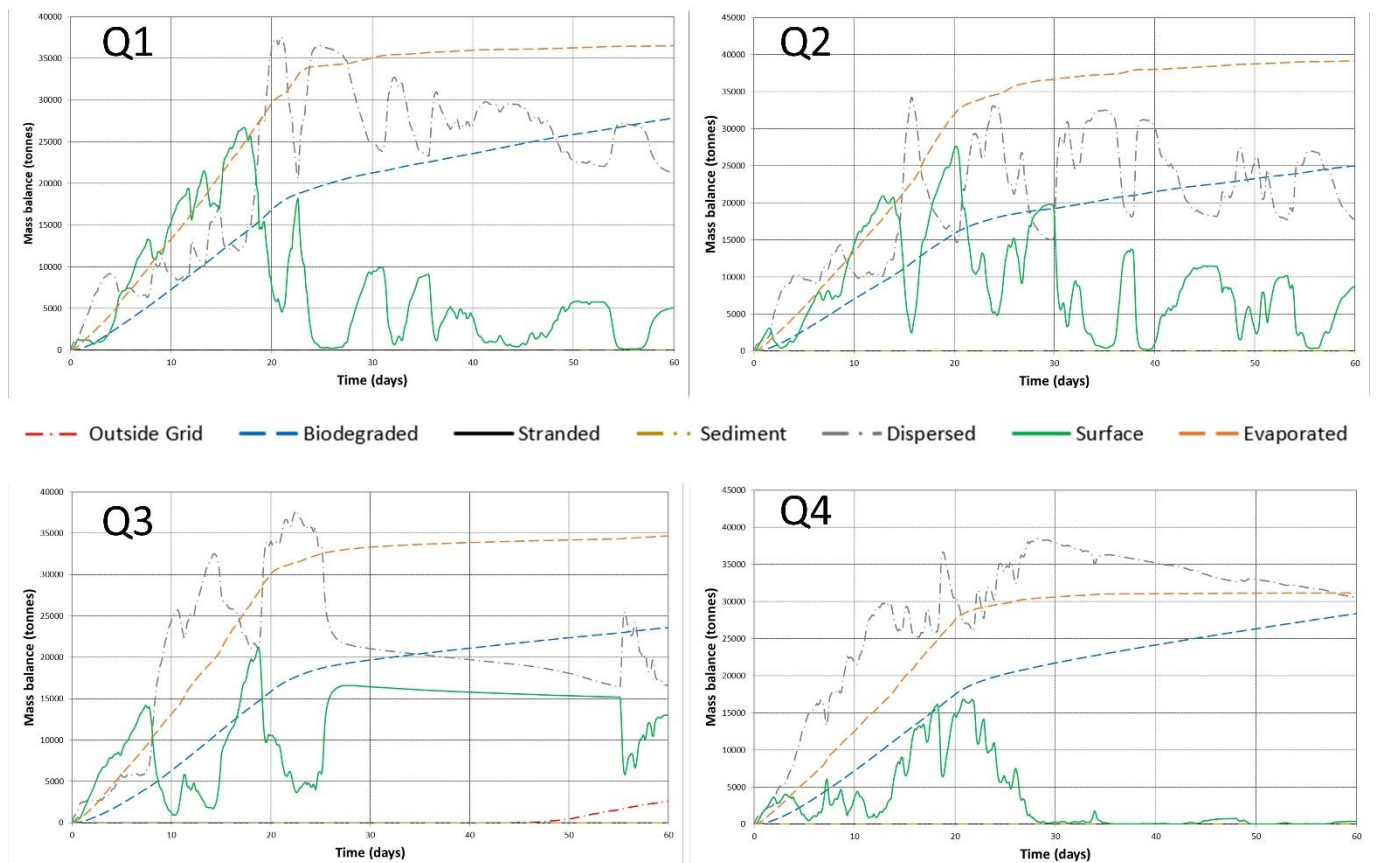 Q1
Mass balance (tonnes)
40000
35000
30000
25000
20000
15000
10000
5000
0
0 10 20 30 40 50 60
Time (days)
Q2
Mass balance (tonnes)
45000
40000
35000
30000
25000
20000
15000
10000
5000
0
0 10 20 30 40 50 60
Time (days)
Outside Grid Biodegraded Stranded Sediment Dispersed Surface Evaporated
Q3
Mass balance (tonnes)
40000
35000
30000
25000
20000
15000
10000
5000
0
0 10 20 30 40 50 60
Time (days)
Q4
Mass balance (tonnes)
45000
40000
35000
30000
25000
20000
15000
10000
5000
0
0 10 20 30 40 50 60
Time (days)